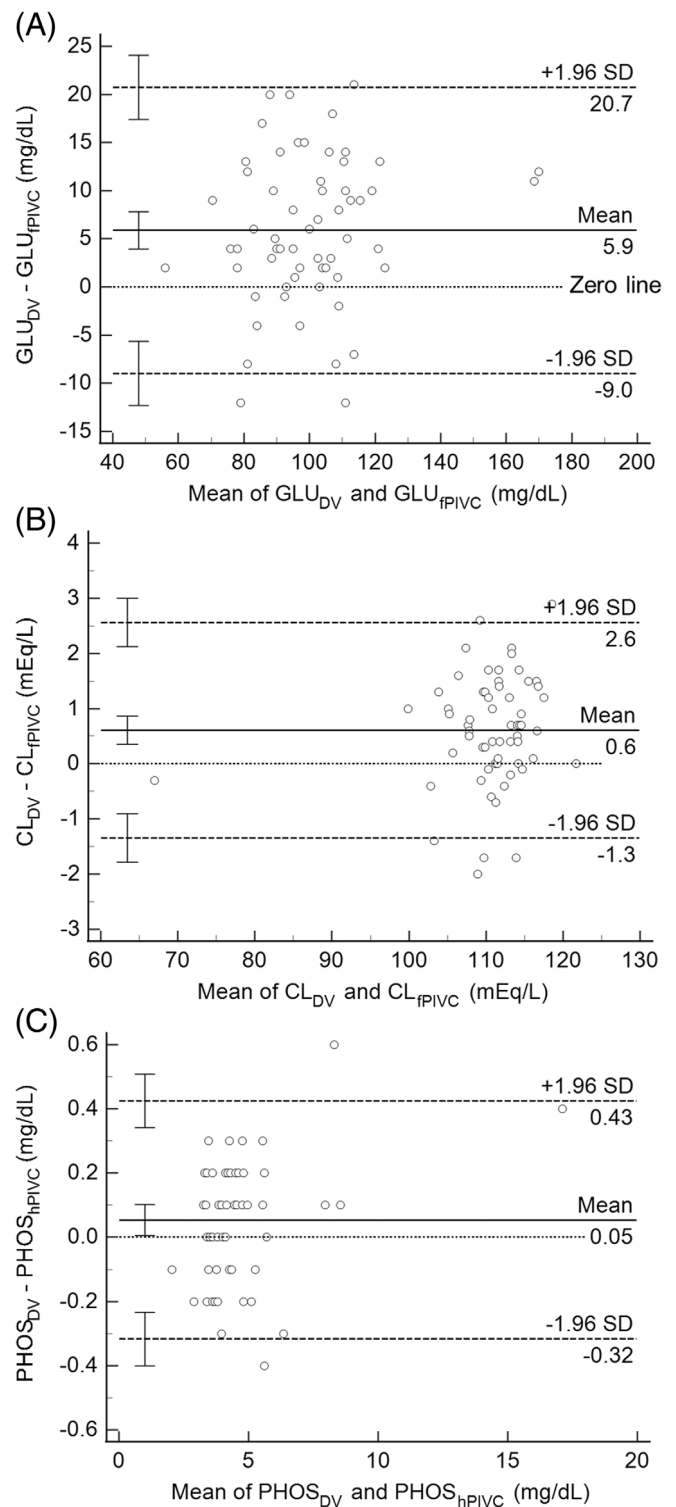 (A)
25
20
15
10
5
0
-5
-10
-15
GLU_DV - GLU_fPIVC (mg/dL)
+1.96 SD
20.7
Mean
5.9
Zero line
-1.96 SD
-9.0
40 60 80 100 120 140 160 180 200
Mean of GLU_DV and GLU_fPIVC (mg/dL)
(B)
4
3
2
1
0
-1
-2
-3
CL_DV - CL_fPIVC (mEq/L)
+1.96 SD
2.6
Mean
0.6
-1.96 SD
-1.3
60 70 80 90 100 110 120 130
Mean of CL_DV and CL_fPIVC (mEq/L)
(C)
0.6
0.4
0.2
0.0
-0.2
-0.4
-0.6
PHOS_DV - PHOS_hPIVC (mg/dL)
+1.96 SD
0.43
Mean
0.05
-1.96 SD
-0.32
0 5 10 15 20
Mean of PHOS_DV and PHOS_hPIVC (mg/dL)